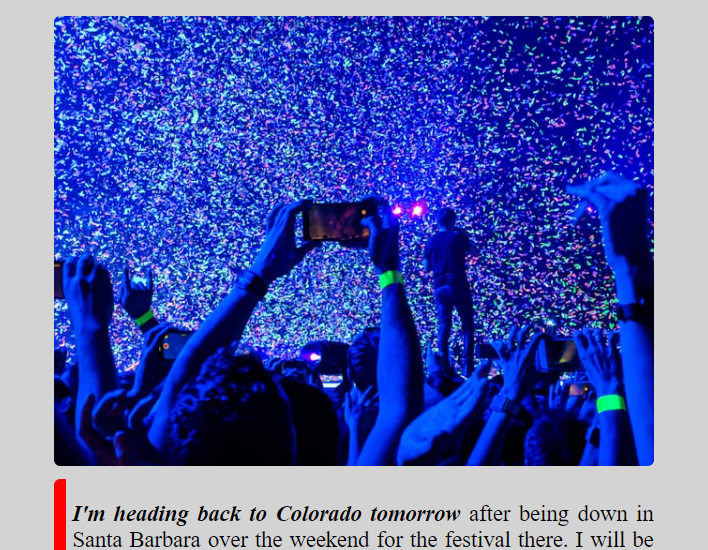 I'm heading back to Colorado tomorrow after being down in
Santa Barbara over the weekend for the festival there. I will be